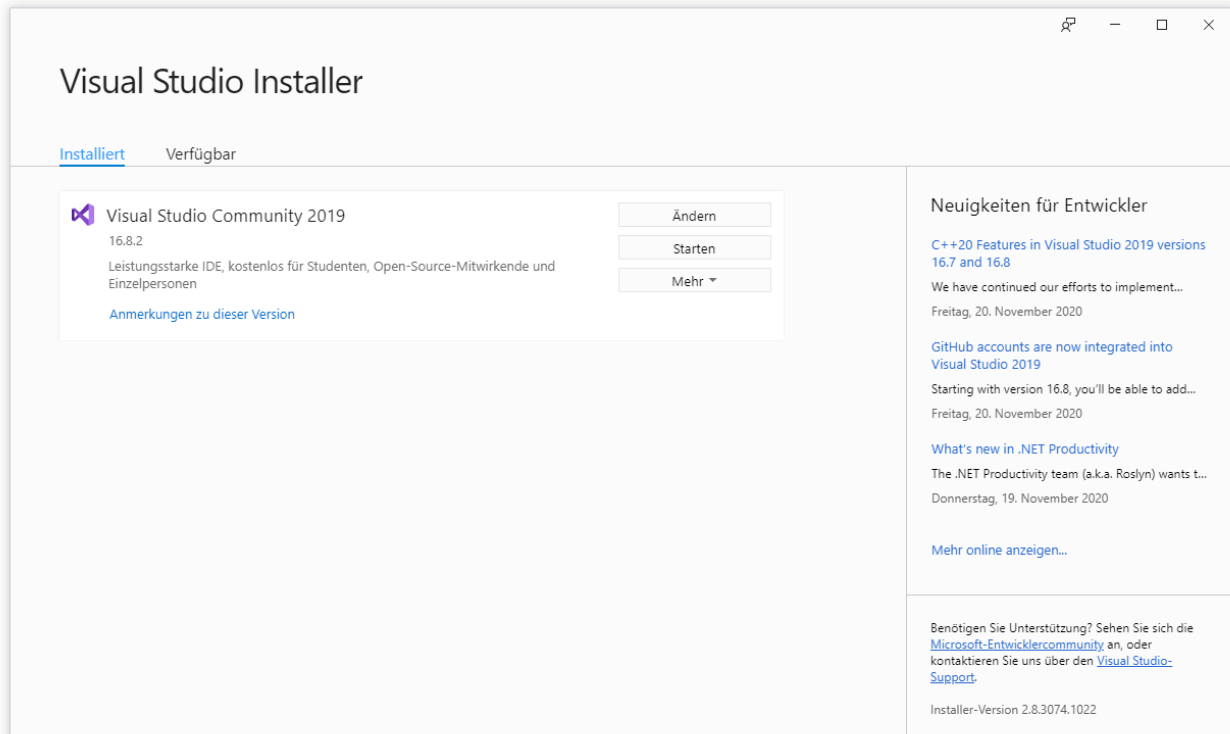 Visual Studio Installer
Installiert
Verfügbar
Visual Studio Community 2019
16.8.2
Leistungsstarke IDE, kostenlos für Studenten, Open-Source-Mitwirkende und
Einzelpersonen
Anmerkungen zu dieser Version
Ändern
Starten
Mehr
Neuigkeiten für Entwickler
C++20 Features in Visual Studio 2019 versions
16.7 and 16.8
We have continued our efforts to implement...
Freitag, 20. November 2020
GitHub accounts are now integrated into
Visual Studio 2019
Starting with version 16.8, you'll be able to add...
Freitag, 20. November 2020
What's new in .NET Productivity
The .NET Productivity team (a.k.a. Roslyn) wants t...
Donnerstag, 19. November 2020
Mehr online anzeigen...
Benötigen Sie Unterstützung? Sehen Sie sich die
Microsoft-Entwicklercommunity an, oder
kontaktieren Sie uns über den Visual Studio-
Support.
Installer-Version 2.8.3074.1022